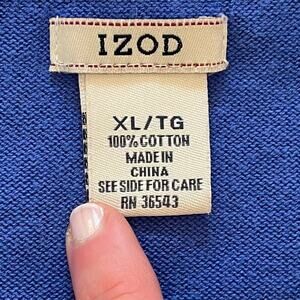 IZOD
XL/TG
100% COTTON
MADE IN
CHINA
SEE SIDE FOR CARE
RN 36543